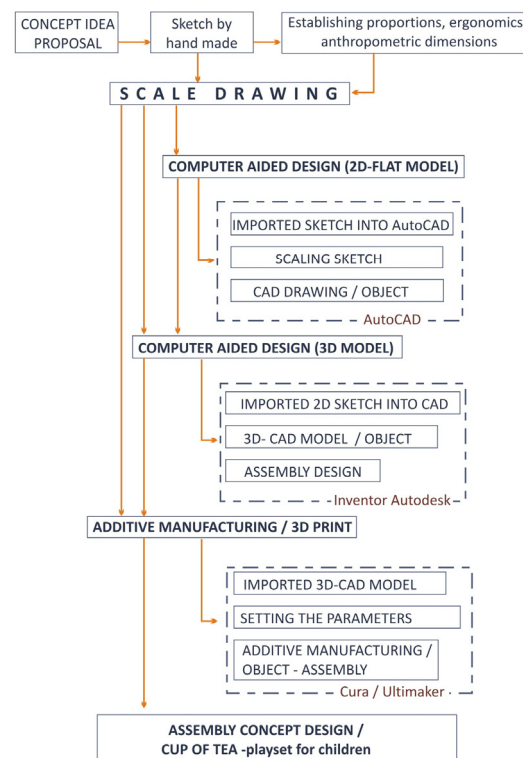 CONCEPT IDEA
PROPOSAL
Sketch by
hand made
Establishing proportions, ergonomics
anthropometric dimensions
SCALE DRAWING
COMPUTER AIDED DESIGN (2D-FLAT MODEL)
IMPORTED SKETCH INTO AutoCAD
SCALING SKETCH
CAD DRAWING / OBJECT
AutoCAD
COMPUTER AIDED DESIGN (3D MODEL)
IMPORTED 2D SKETCH INTO CAD
3D- CAD MODEL / OBJECT
ASSEMBLY DESIGN
Inventor Autodesk
ADDITIVE MANUFACTURING / 3D PRINT
IMPORTED 3D-CAD MODEL
SETTING THE PARAMETERS
ADDITIVE MANUFACTURING /
OBJECT - ASSEMBLY
Cura / Ultimaker
ASSEMBLY CONCEPT DESIGN /
CUP OF TEA -playset for children